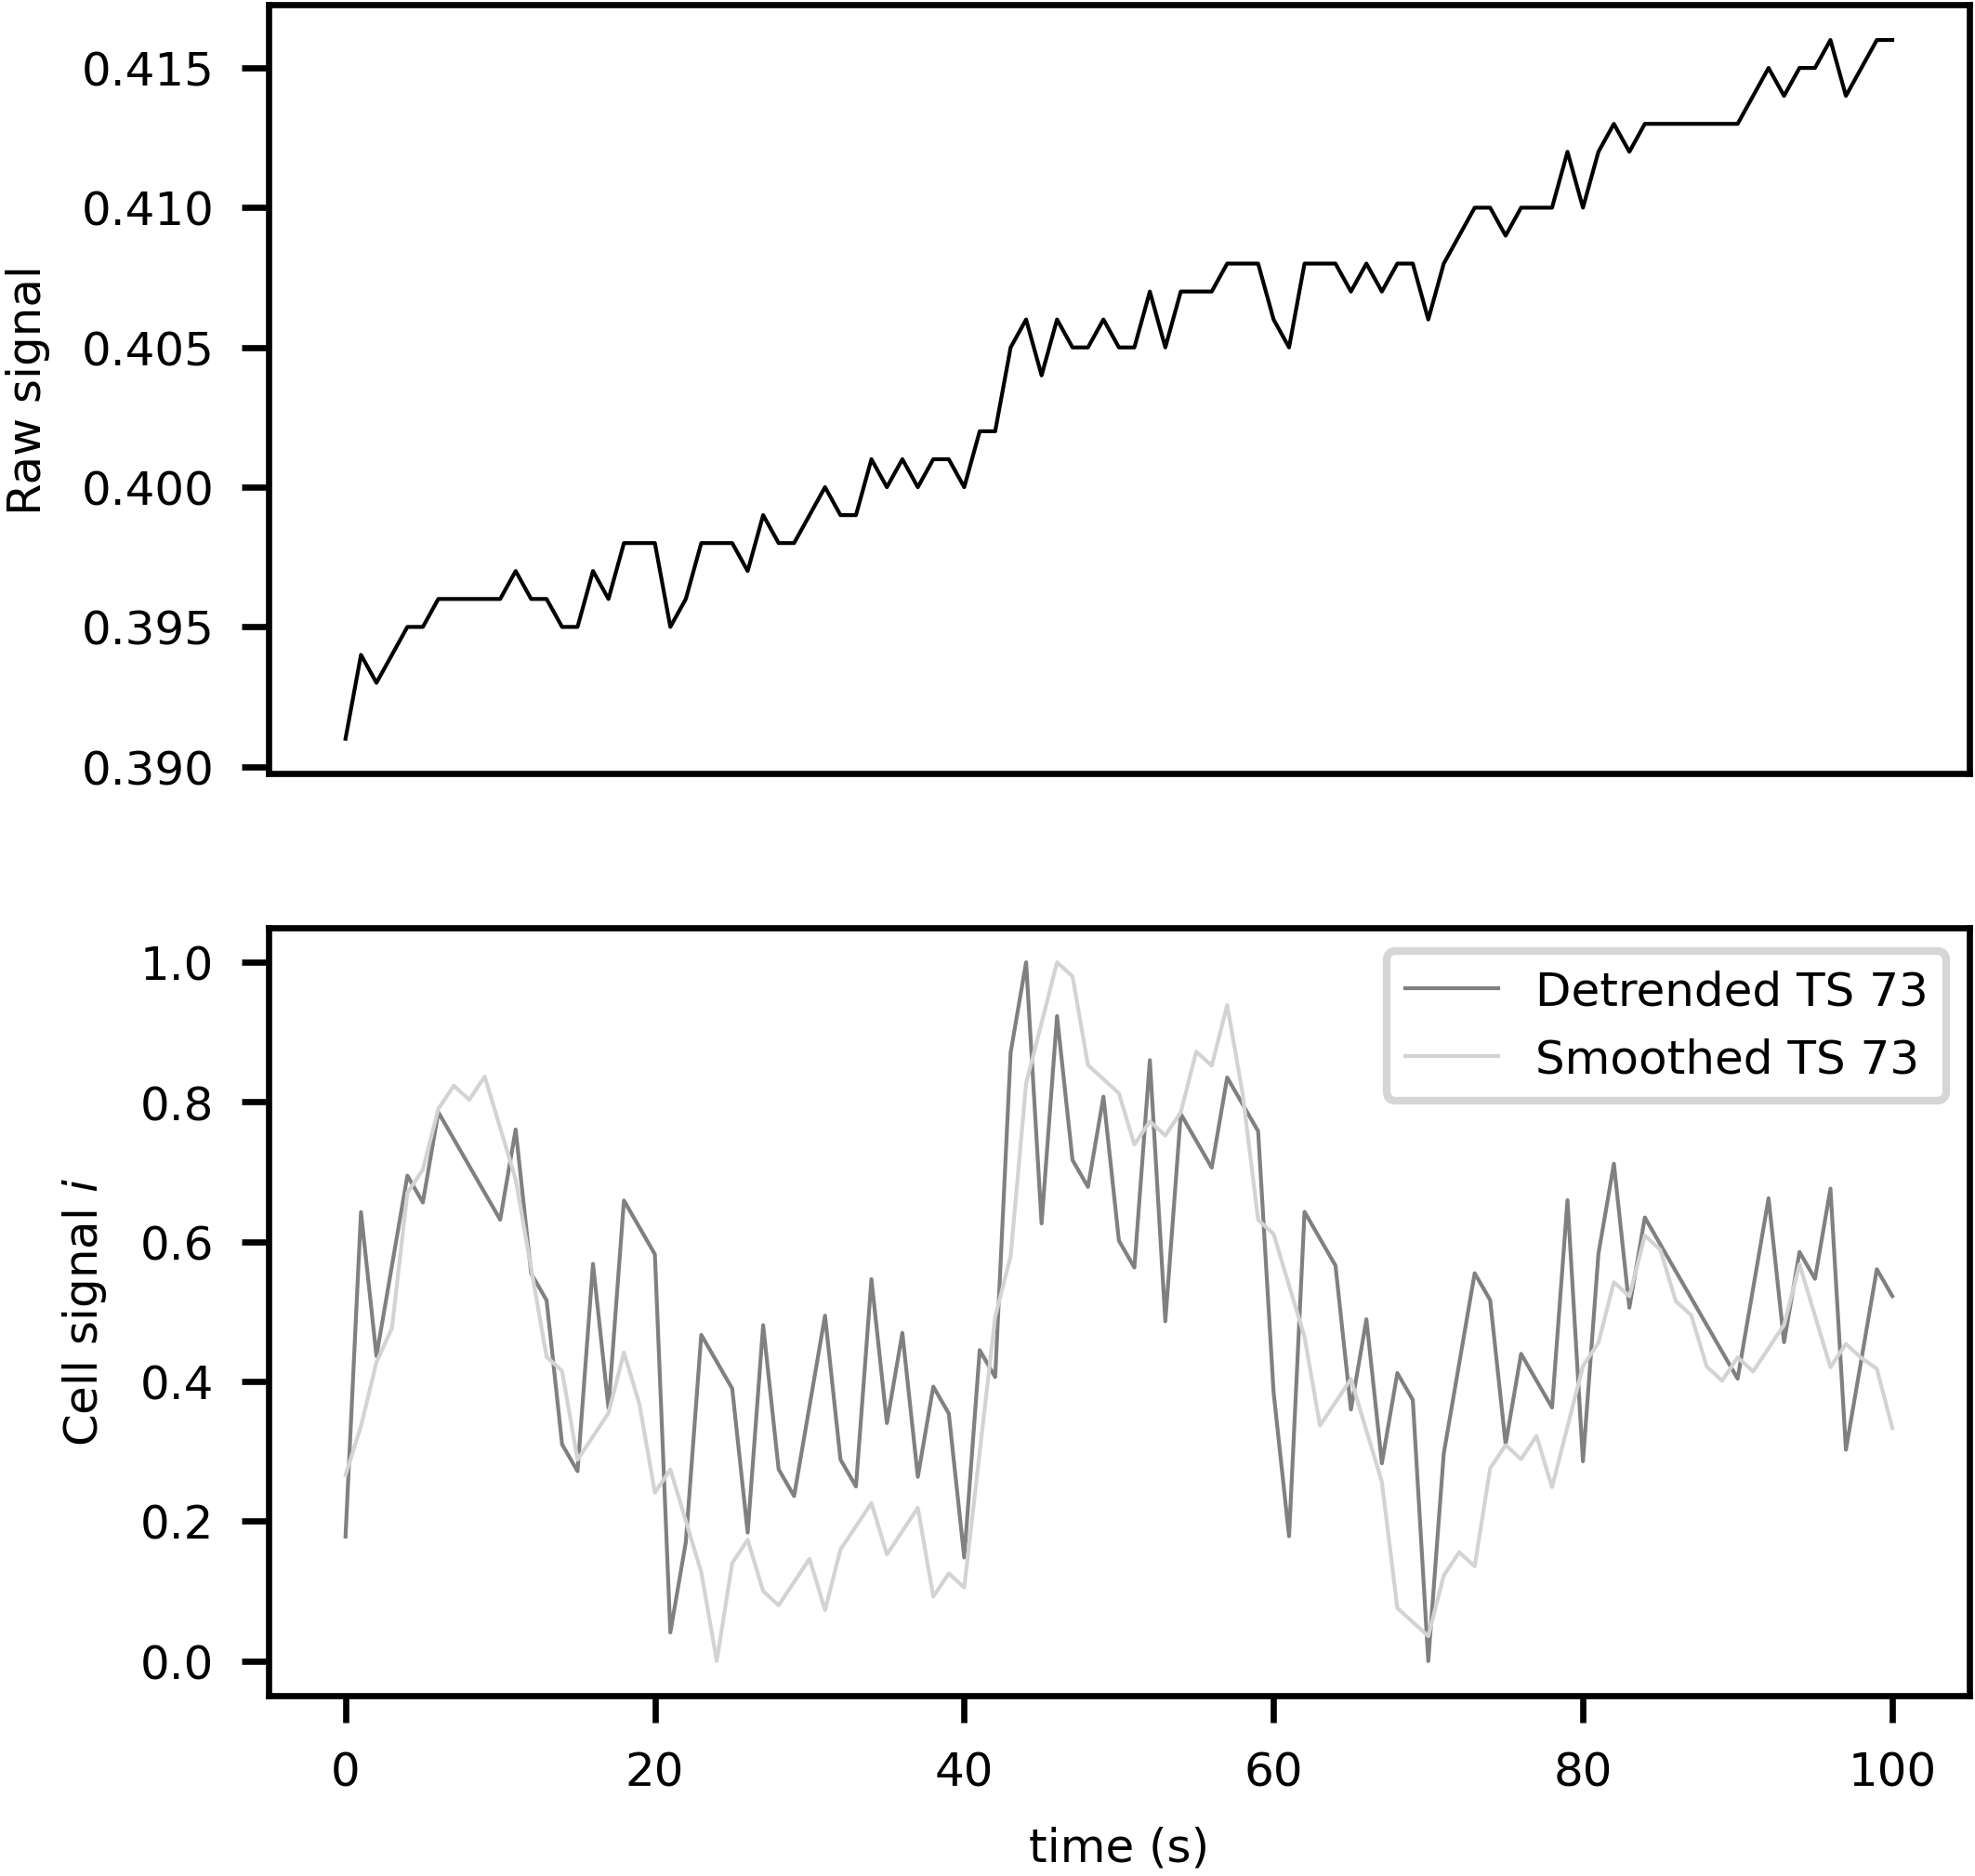 Raw signal
0.415
0.410
0.405
0.400
0.395
0.390
Cell signal i
1.0
0.8
0.6
0.4
0.2
0.0
Detrended TS 73
Smoothed TS 73
0 20 40 60 80 100
time (s)